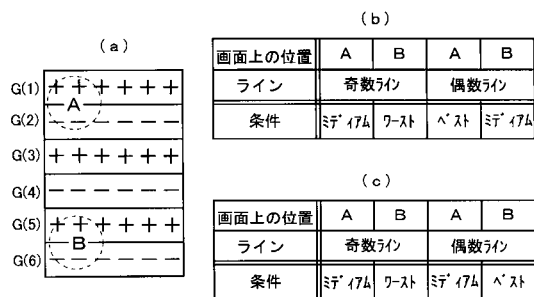 (a)
G(1) + + + + + +
A
G(2) − − − − − −
G(3) + + + + + +
G(4) − − − − − −
G(5) + + + + + +
B
G(6) − − − − − −
(b)
画面上の位置 A B A B
ライン 奇数ライン 偶数ライン
条件 ミディアム ワースト ベスト ミディアム
(c)
画面上の位置 A B A B
ライン 奇数ライン 偶数ライン
条件 ミディアム ワースト ミディアム ベスト